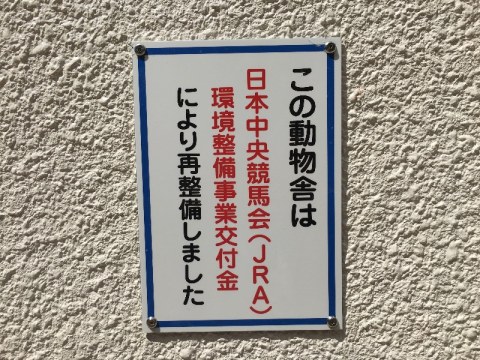 この動物舎は
日本中央競馬会(JRA)
環境整備事業交付金
により再整備しました